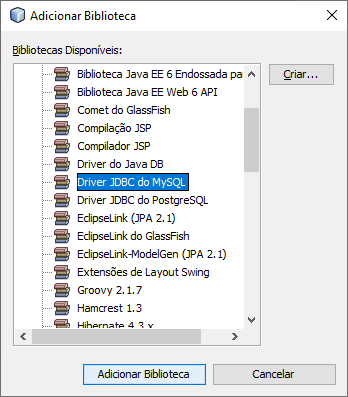 Adicionar Biblioteca
Bibliotecas Disponíveis:
Biblioteca Java EE 6 Endossada pa
Criar...
Biblioteca Java EE Web 6 API
Comet do GlassFish
Compilação JSP
Compilador JSP
Driver do Java DB
Driver JDBC do MySQL
Driver JDBC do PostgreSQL
EclipseLink (JPA 2.1)
EclipseLink do GlassFish
EclipseLink-ModelGen (JPA 2.1)
Extensões de Layout Swing
Groovy 2.1.7
Hamcrest 1.3
Hibernate 4.3.x
Adicionar Biblioteca
Cancelar